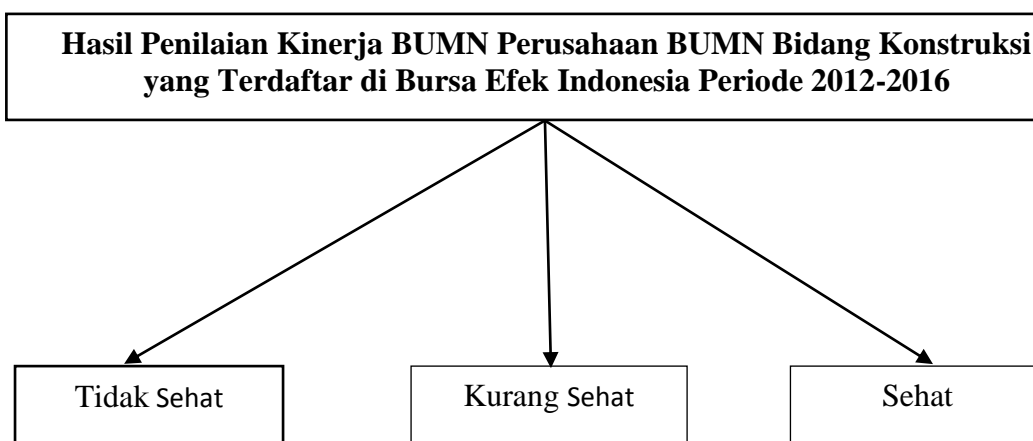 Hasil Penilaian Kinerja BUMN Perusahaan BUMN Bidang Konstruksi
yang Terdaftar di Bursa Efek Indonesia Periode 2012-2016
Tidak Sehat
Kurang Sehat
Sehat